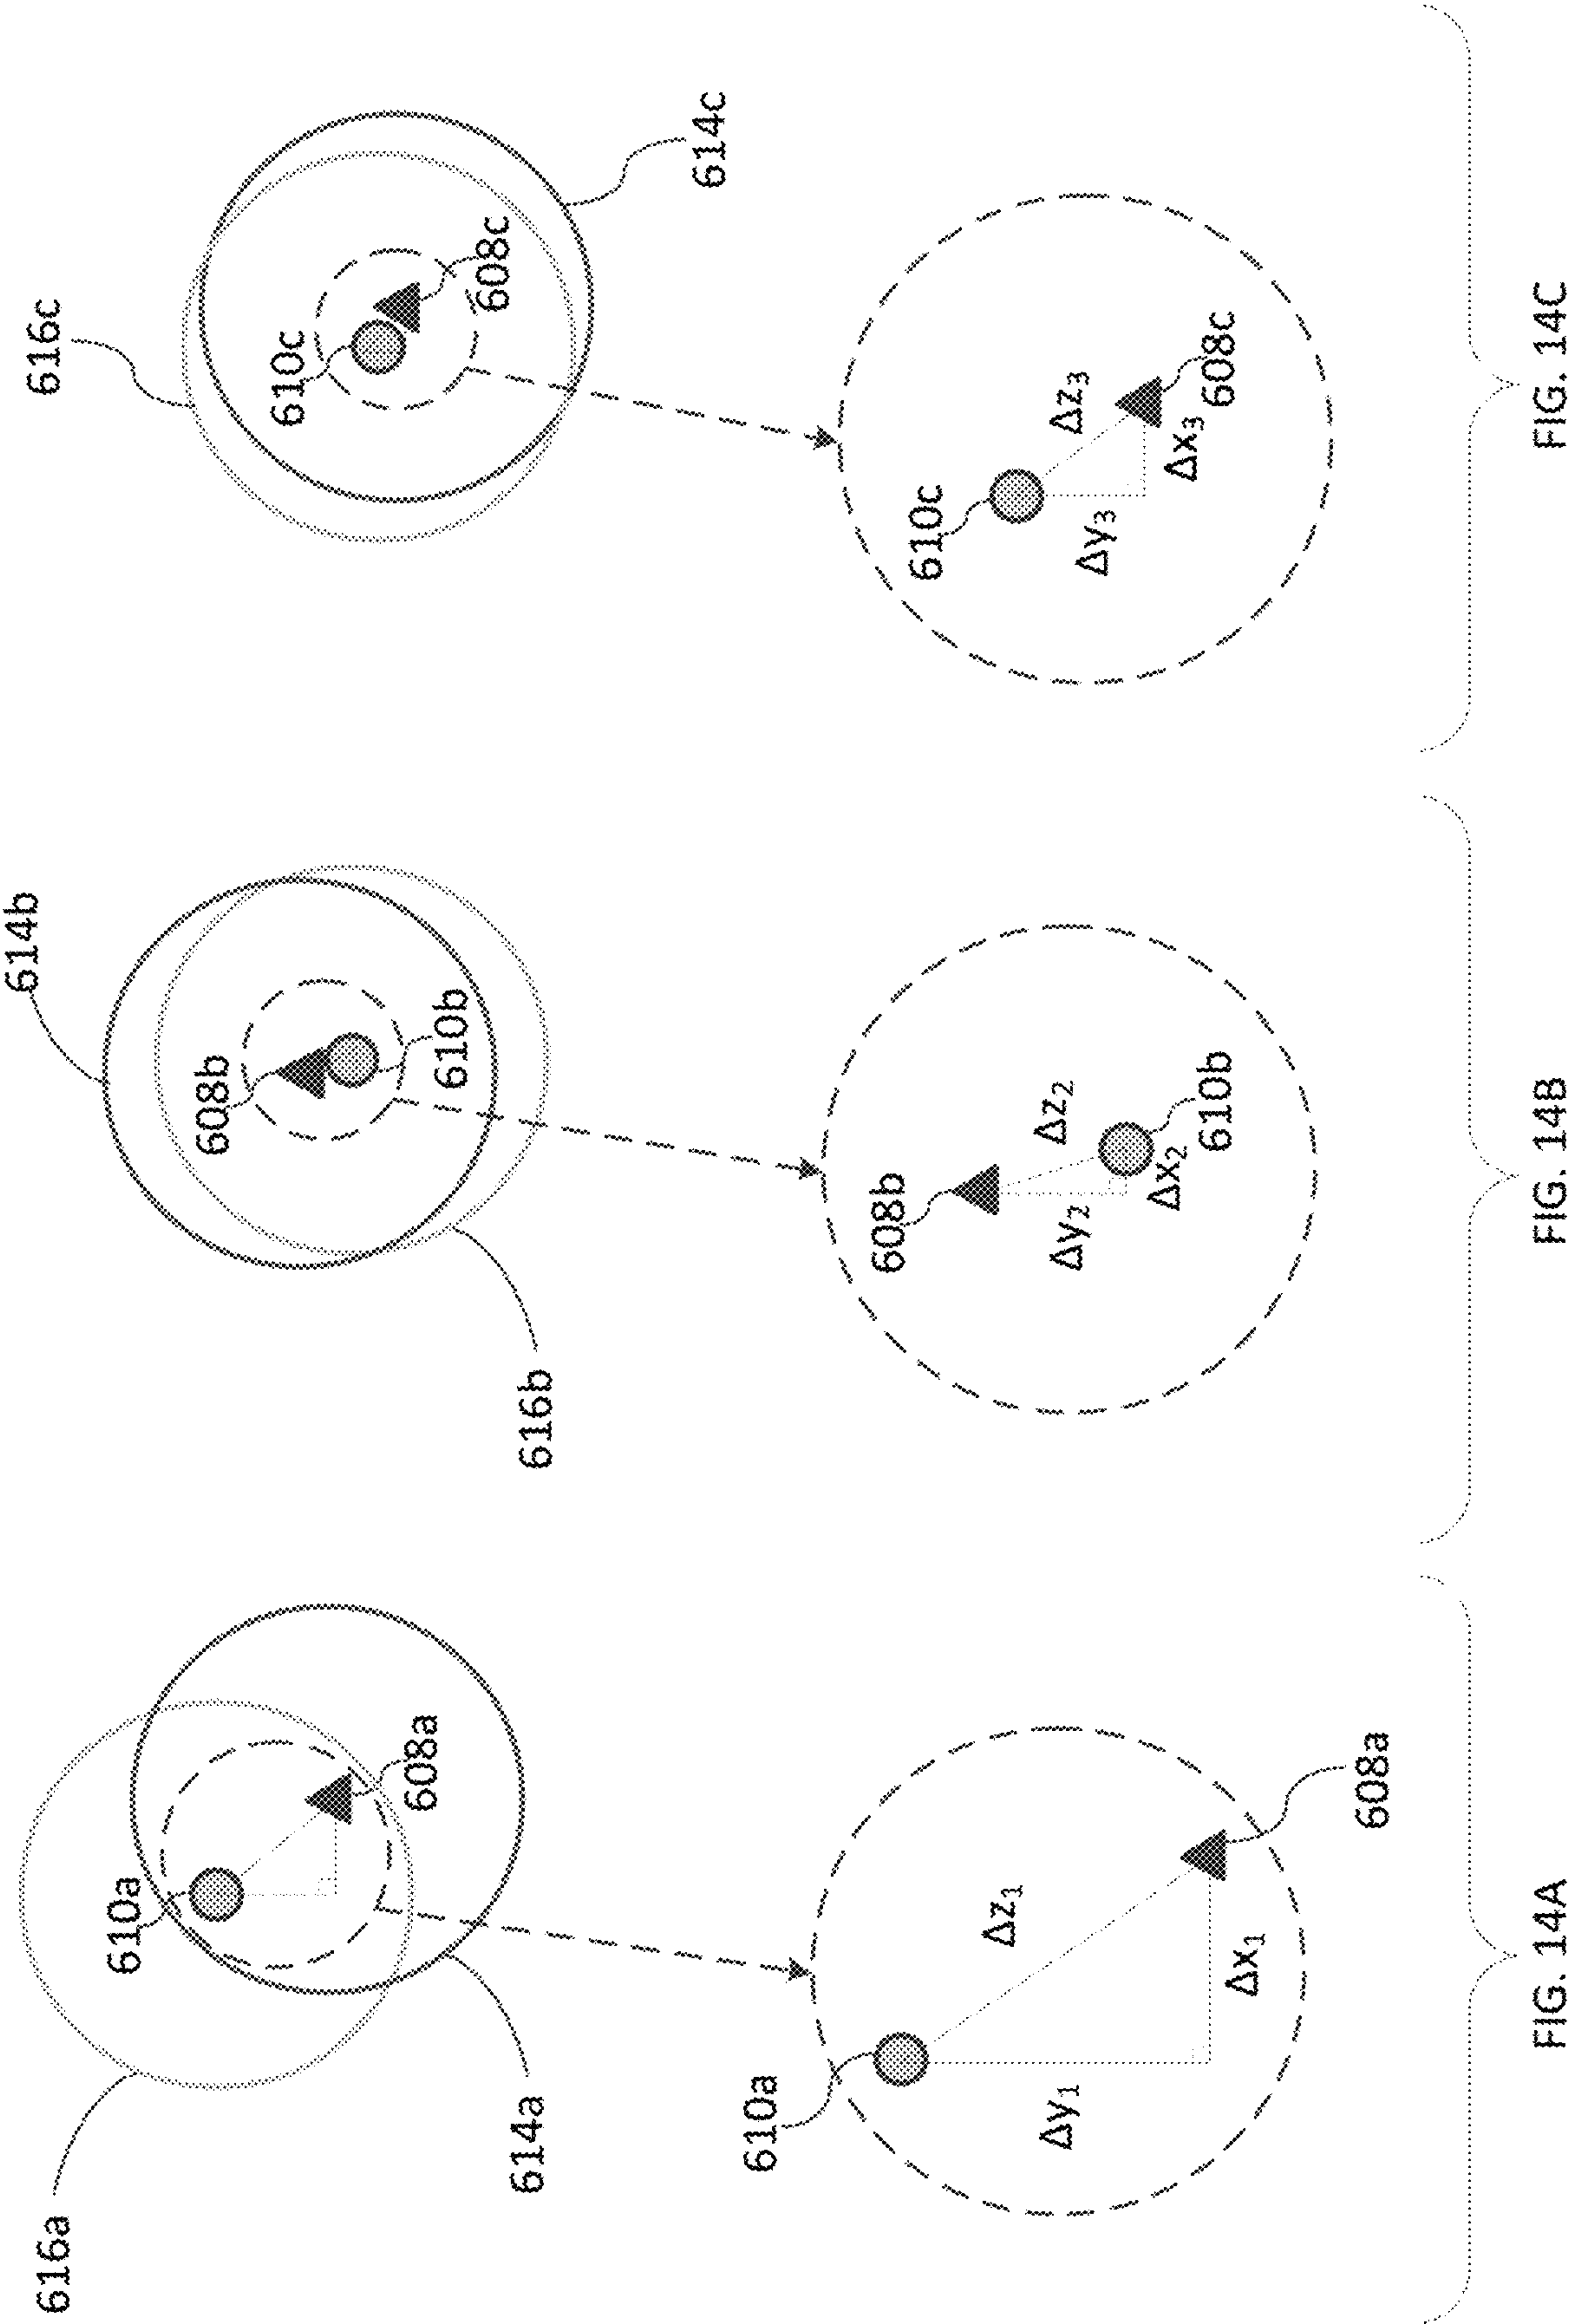 616a
610a
608a
614a
610a
Δz₁
Δy₁
Δx₁
608a
FIG. 14A
614b
608b
610b
616b
608b
Δz₂
Δy₂
Δx₂
610b
FIG. 14B
616c
610c
608c
614c
610c
Δz₃
Δy₃
Δx₃
608c
FIG. 14C